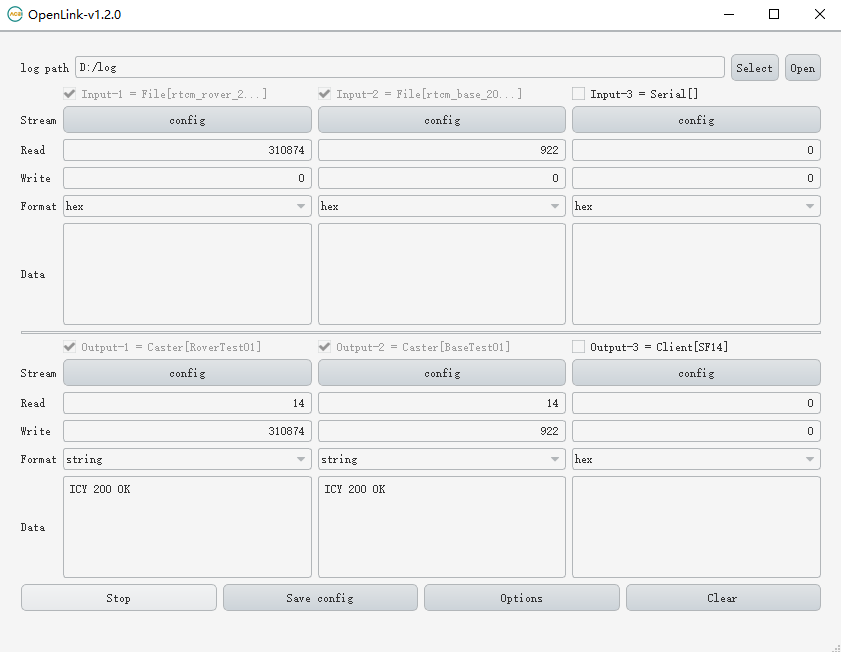 OpenLink-v1.2.0
log path D:/log Select Open
Input-1 = File[rtcm_rover_2...] Input-2 = File[rtcm_base_20...] Input-3 = Serial[]
Stream config config config
Read 310874 922 0
Write 0 0 0
Format hex hex hex
Data
Output-1 = Caster[RoverTest01] Output-2 = Caster[BaseTest01] Output-3 = Client[SF14]
Stream config config config
Read 14 14 0
Write 310874 922 0
Format string string hex
ICY 200 OK ICY 200 OK
Data
Stop Save config Options Clear